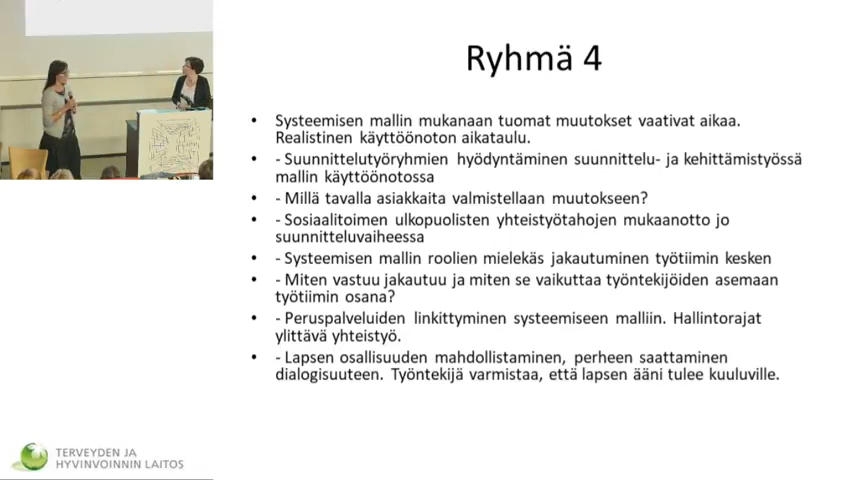 Ryhmä 4
• Systeemisen mallin mukanaan tuomat muutokset vaativat aikaa.
Realistinen käyttöönoton aikataulu.
• - Suunnittelutyöryhmien hyödyntäminen suunnittelu- ja kehittämistyössä
mallin käyttöönotossa
• - Millä tavalla asiakkaita valmistellaan muutokseen?
• - Sosiaalitoimen ulkopuolisten yhteistyötahojen mukaanotto jo
suunnitteluvaiheessa
• - Systeemisen mallin roolien mielekäs jakautuminen työtiimin kesken
• - Miten vastuu jakautuu ja miten se vaikuttaa työntekijöiden asemaan
työtiimin osana?
• - Peruspalveluiden linkittyminen systeemiseen malliin. Hallintorajat
ylittävä yhteistyö.
• - Lapsen osallisuuden mahdollistaminen, perheen saattaminen
dialogisuuteen. Työntekijä varmistaa, että lapsen ääni tulee kuuluville.
TERVEYDEN JA
HYVINVOINNIN LAITOS